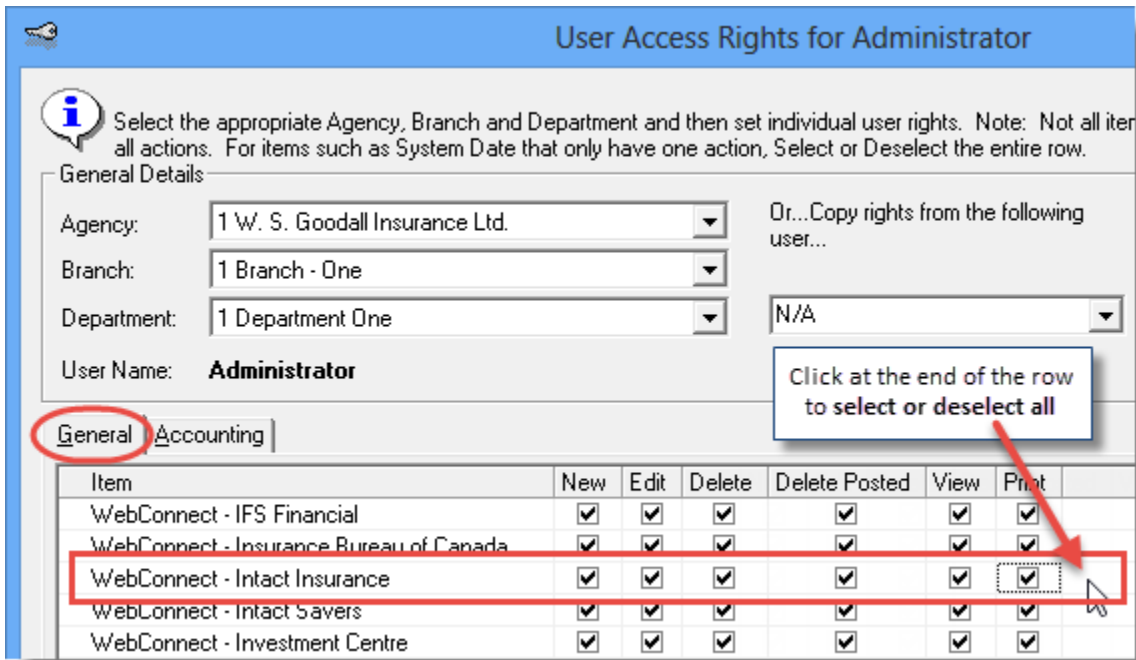 User Access Rights for Administrator
Select the appropriate Agency, Branch and Department and then set individual user rights. Note: Not all iter
all actions. For items such as System Date that only have one action, Select or Deselect the entire row.
General Details
Agency: 1 W. S. Goodall Insurance Ltd.
Or...Copy rights from the following
user...
Branch: 1 Branch - One
Department: 1 Department One N/A
User Name: Administrator
Click at the end of the row
to select or deselect all
General Accounting
Item New Edit Delete Delete Posted View Print
WebConnect - IFS Financial
WebConnect - Insurance Bureau of Canada
WebConnect - Intact Insurance
WebConnect - Intact Savers
WebConnect - Investment Centre